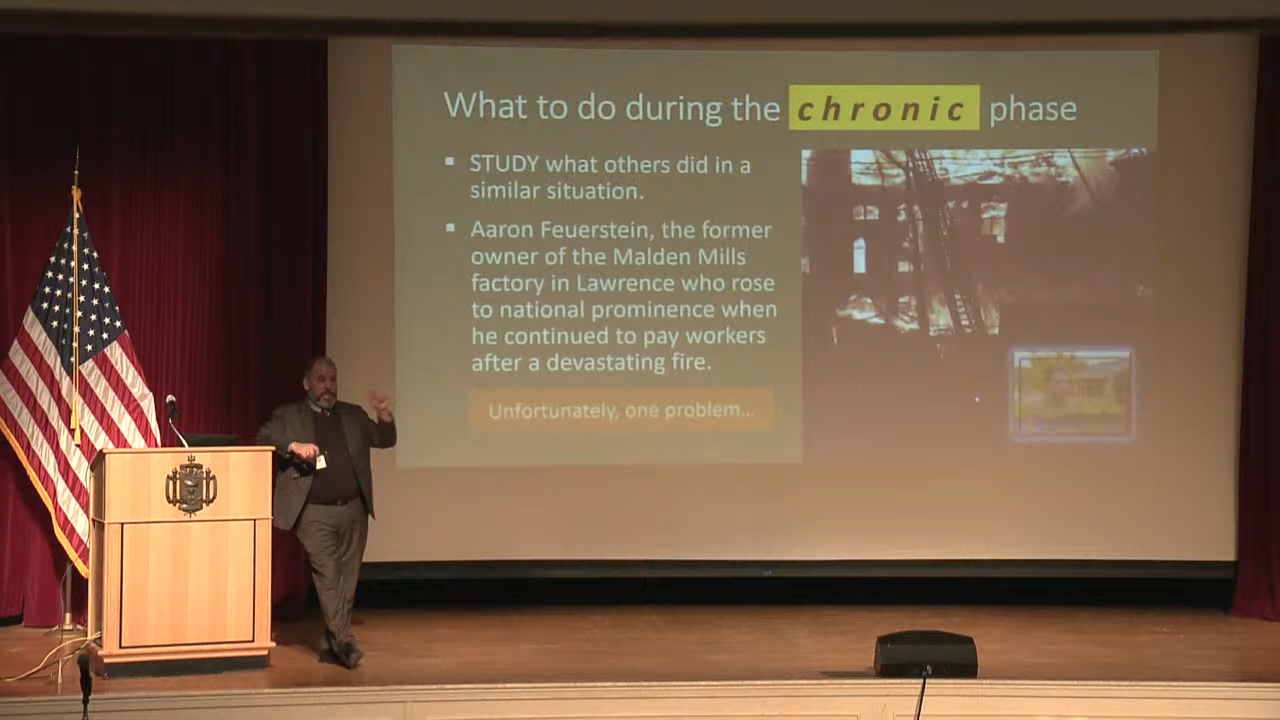 What to do during the chronic phase
▪ STUDY what others did in a
similar situation.
▪ Aaron Feuerstein, the former
owner of the Malden Mills
factory in Lawrence who rose
to national prominence when
he continued to pay workers
after a devastating fire.
Unfortunately, one problem…